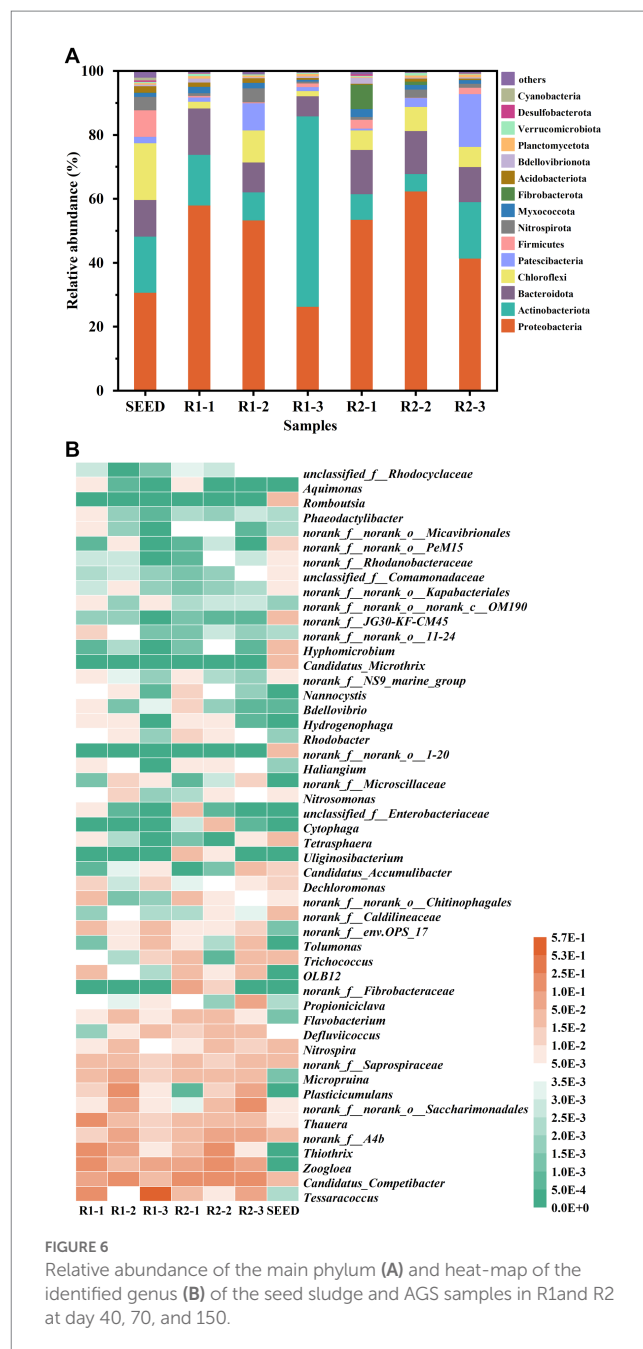 A
Relative abundance (%)
100
80
60
40
20
0
SEED R1-1 R1-2 R1-3 R2-1 R2-2 R2-3
Samples
others
Cyanobacteria
Desulfobacterota
Verrucomicrobiota
Planctomycetota
Bdellovibrionota
Acidobacteriota
Fibrobacterota
Myxococcota
Nitrospirota
Firmicutes
Patescibacteria
Chloroflexi
Bacteroidota
Actinobacteriota
Proteobacteria
B
unclassified_f__Rhodocyclaceae
Aquimonas
Romboutsia
Phaeodactylibacter
norank_f__norank_o__Micavibrionales
norank_f__norank_o__PeM15
norank_f__Rhodanobacteraceae
unclassified_f__Comamonadaceae
norank_f__norank_o__Kapabacteriales
norank_f__norank_o__norank_c__OM190
norank_f__JG30-KF-CM45
norank_f__norank_o__11-24
Hyphomicrobium
Candidatus_Microthrix
norank_f__NS9_marine_group
Nannocystis
Bdellovibrio
Hydrogenophaga
Rhodobacter
norank_f__norank_o__1-20
Haliangium
norank_f__Microscillaceae
Nitrosomonas
unclassified_f__Enterobacteriaceae
Cytophaga
Tetrasphaera
Uliginosibacterium
Candidatus_Accumulibacter
Dechloromonas
norank_f__norank_o__Chitinophagales
norank_f__Caldilineaceae
norank_f__env.OPS_17
Tolumonas
Trichococcus
OLB12
norank_f__Fibrobacteraceae
Propioniciclava
Flavobacterium
Defluviicoccus
Nitrospira
norank_f__Saprospiraceae
Micropruina
Plasticicumulans
norank_f__norank_o__Saccharimonadales
Thauera
norank_f__A4b
Thiothrix
Zoogloea
Candidatus_Competibacter
Tessaracoccus
R1-1 R1-2 R1-3 R2-1 R2-2 R2-3 SEED
5.7E-1
5.3E-1
2.5E-1
1.0E-1
5.0E-2
1.5E-2
1.0E-2
5.0E-3
3.5E-3
3.0E-3
2.5E-3
1.5E-3
1.0E-3
5.0E-4
0.0E+0
FIGURE 6
Relative abundance of the main phylum (A) and heat-map of the
identified genus (B) of the seed sludge and AGS samples in R1and R2
at day 40, 70, and 150.